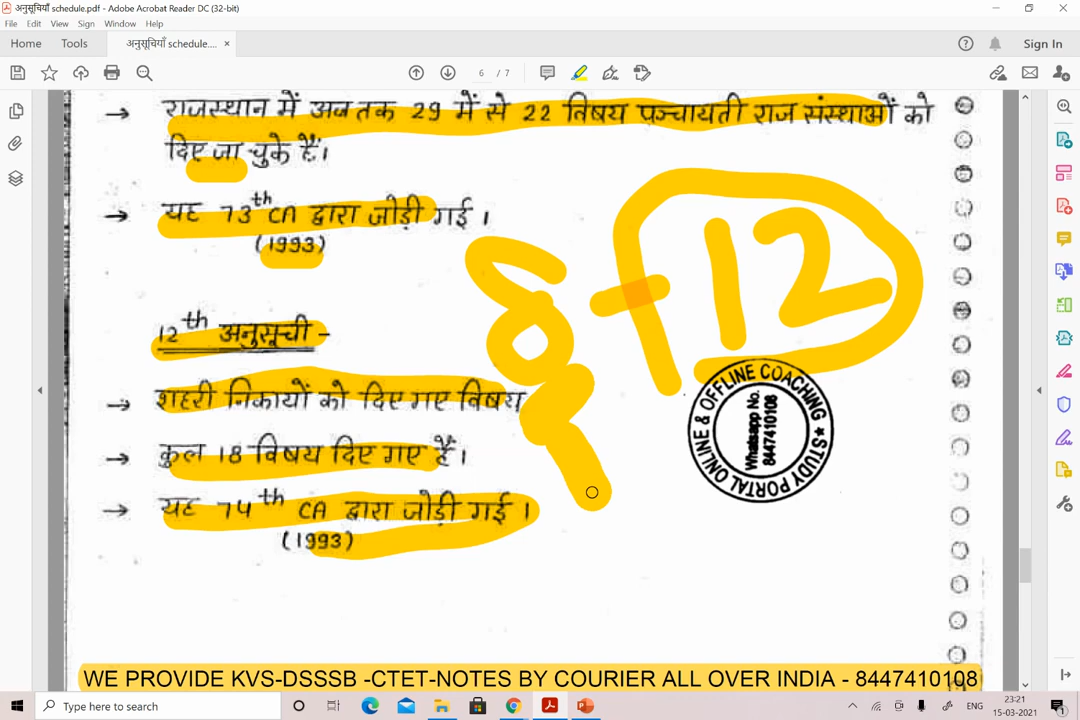 अनुसूचियाँ schedule.pdf - Adobe Acrobat Reader DC (32-bit)
File Edit View Sign Window Help
Home Tools अनुसूचियाँ schedule.... × Sign In
6 / 7
→ राजस्थान में अब तक 29 में से 22 विषय पञ्चायती राज संस्थाओं को
दिए जा चुके हैं।
→ यह 73th CA द्वारा जोड़ी गई ।
(1993)
8 + 12
12th अनुसूची -
→ शहरी निकायों को दिए गए विषय
→ कुल 18 विषय दिए गए हैं।
→ यह 74th CA द्वारा जोड़ी गई ।
(1993)
STUDY PORTAL ONLINE & OFFLINE COACHING ★
Whatsapp No.
8447410108
WE PROVIDE KVS-DSSSB -CTET-NOTES BY COURIER ALL OVER INDIA - 8447410108
Type here to search
ENG
23:21
15-03-2021